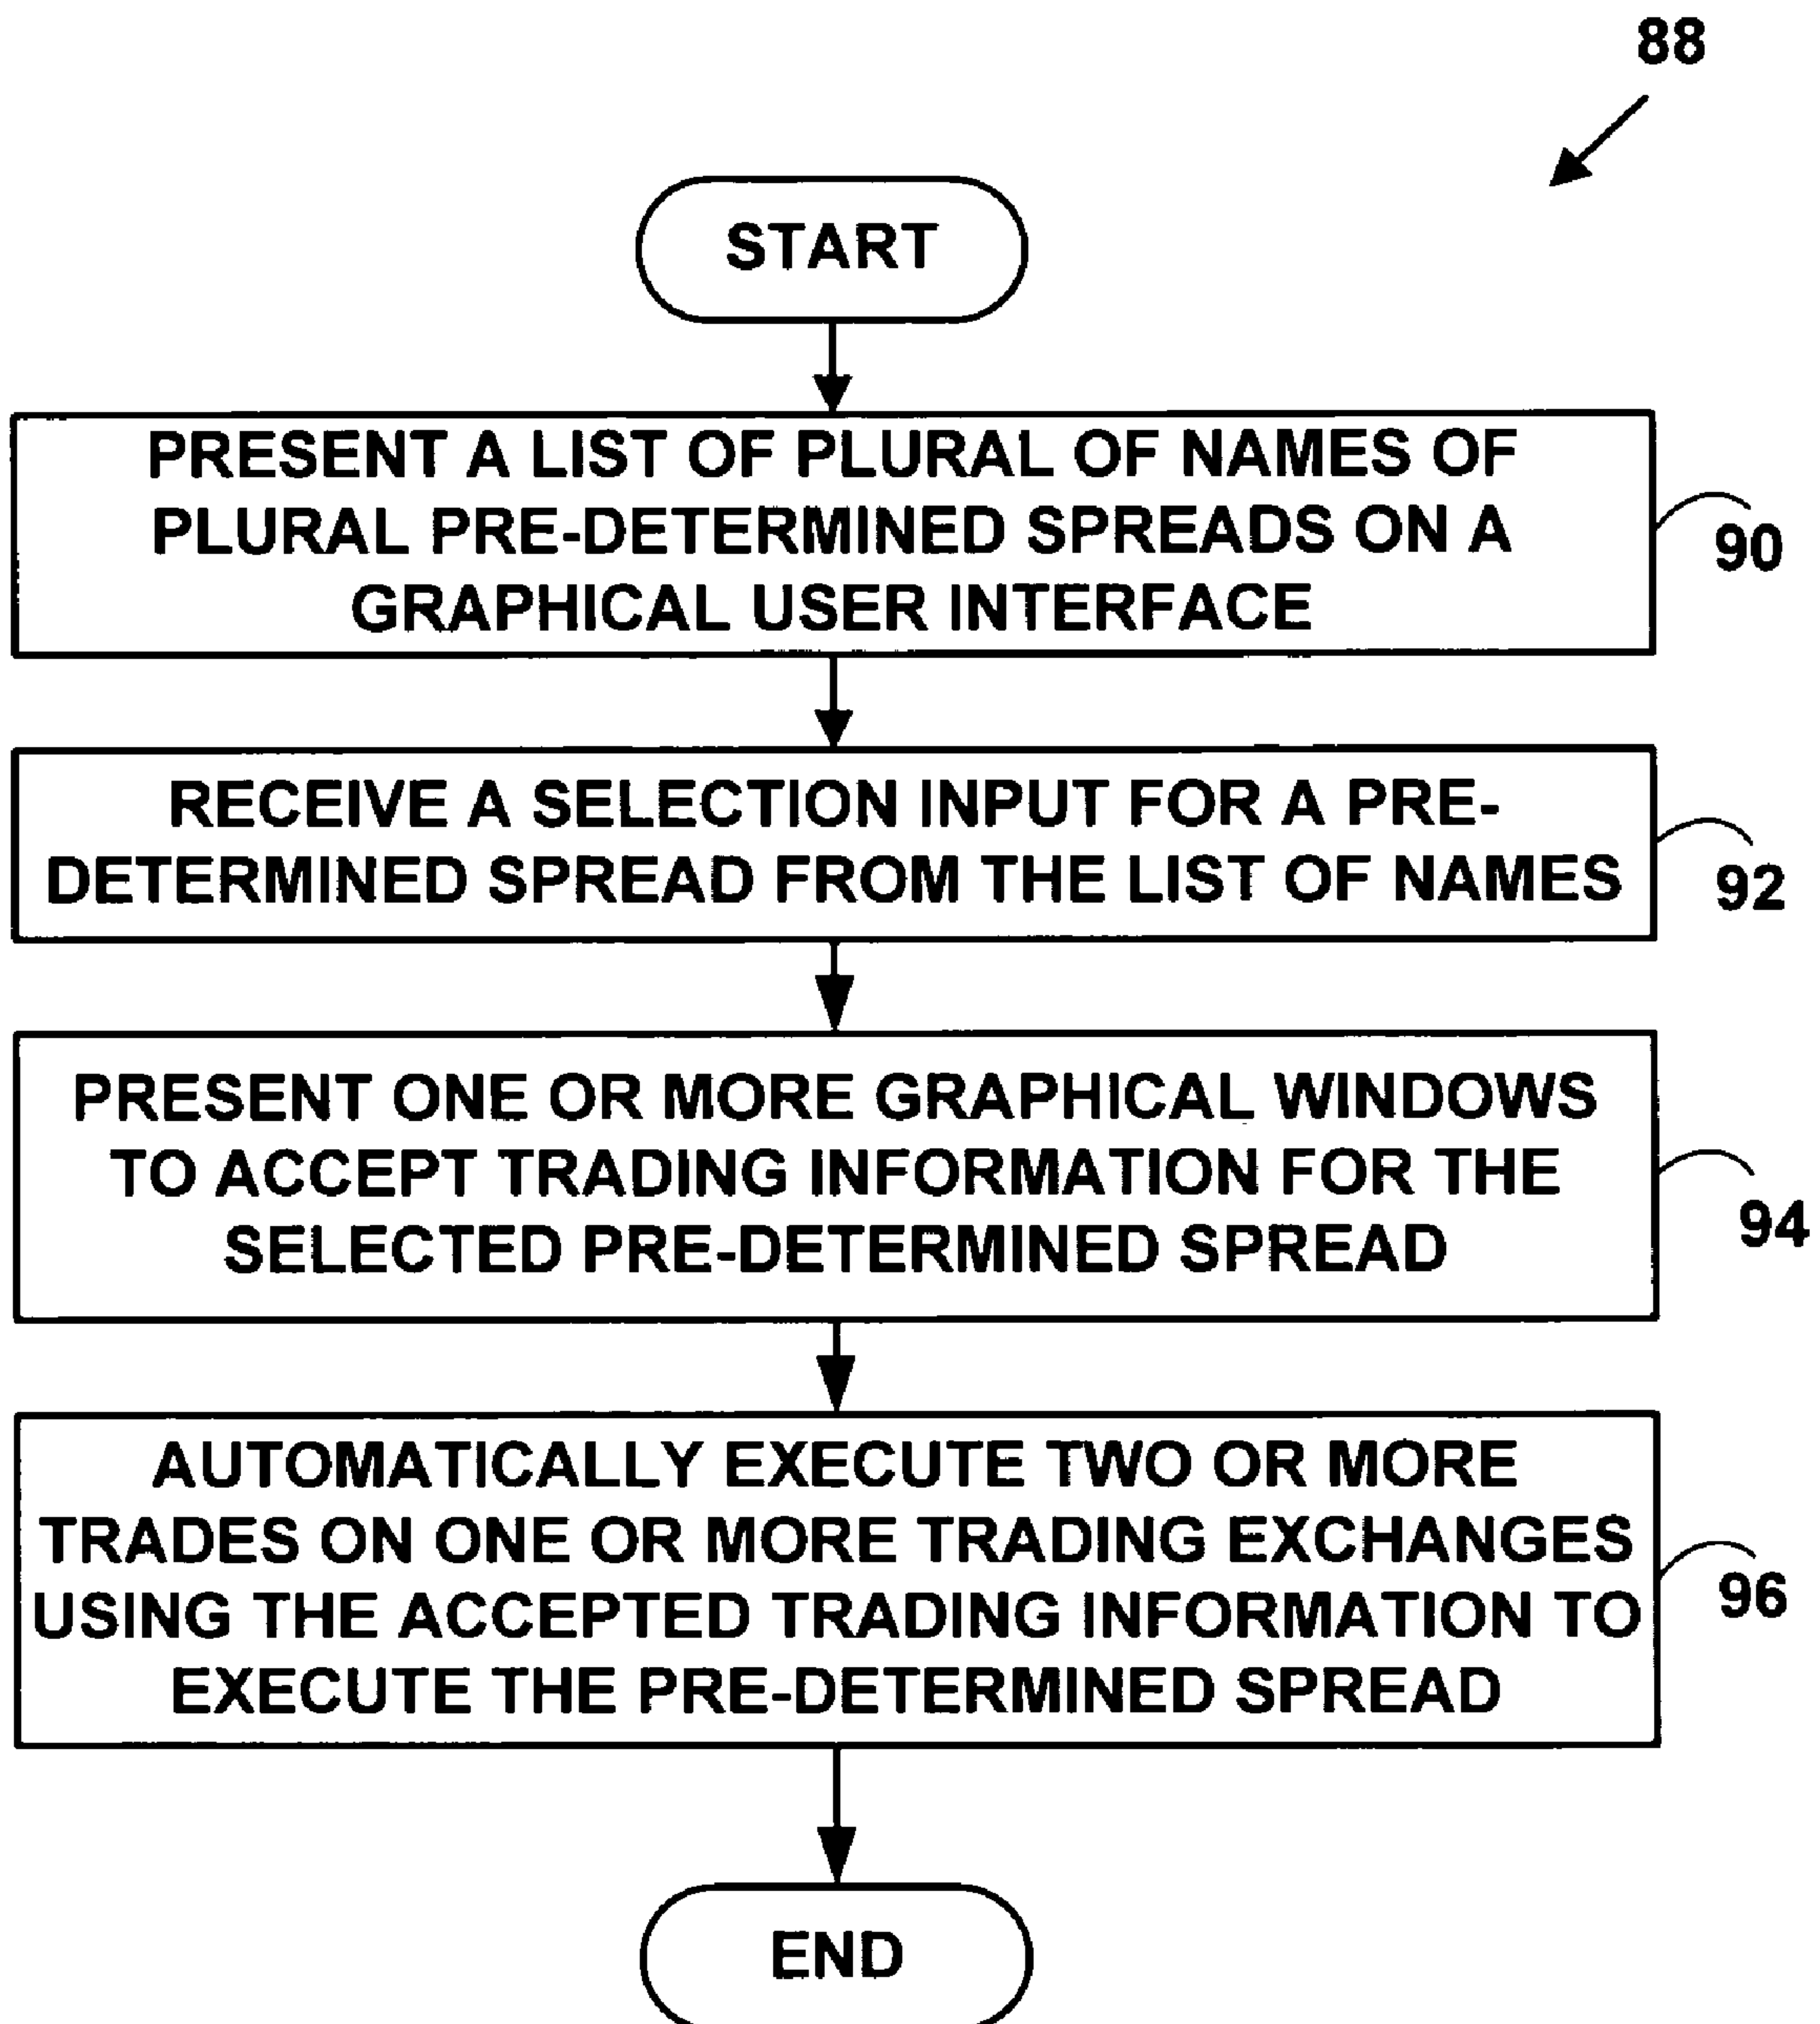 88
START
PRESENT A LIST OF PLURAL OF NAMES OF
PLURAL PRE-DETERMINED SPREADS ON A
GRAPHICAL USER INTERFACE
90
RECEIVE A SELECTION INPUT FOR A PRE-
DETERMINED SPREAD FROM THE LIST OF NAMES
92
PRESENT ONE OR MORE GRAPHICAL WINDOWS
TO ACCEPT TRADING INFORMATION FOR THE
SELECTED PRE-DETERMINED SPREAD
94
AUTOMATICALLY EXECUTE TWO OR MORE
TRADES ON ONE OR MORE TRADING EXCHANGES
USING THE ACCEPTED TRADING INFORMATION TO
EXECUTE THE PRE-DETERMINED SPREAD
96
END